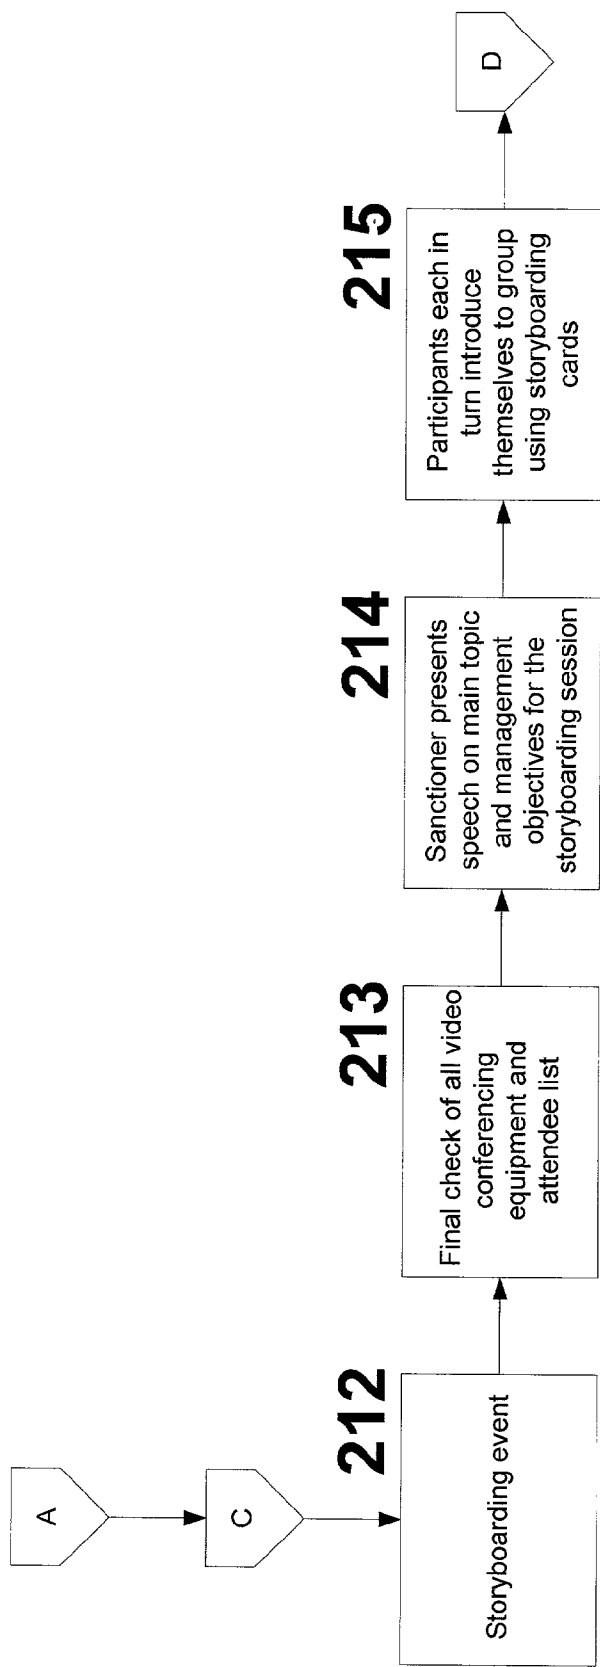 A
C
212
Storyboarding event
213
Final check of all video
conferencing
equipment and
attendee list
214
Sanctioner presents
speech on main topic
and management
objectives for the
storyboarding session
215
Participants each in
turn introduce
themselves to group
using storyboarding
cards
D